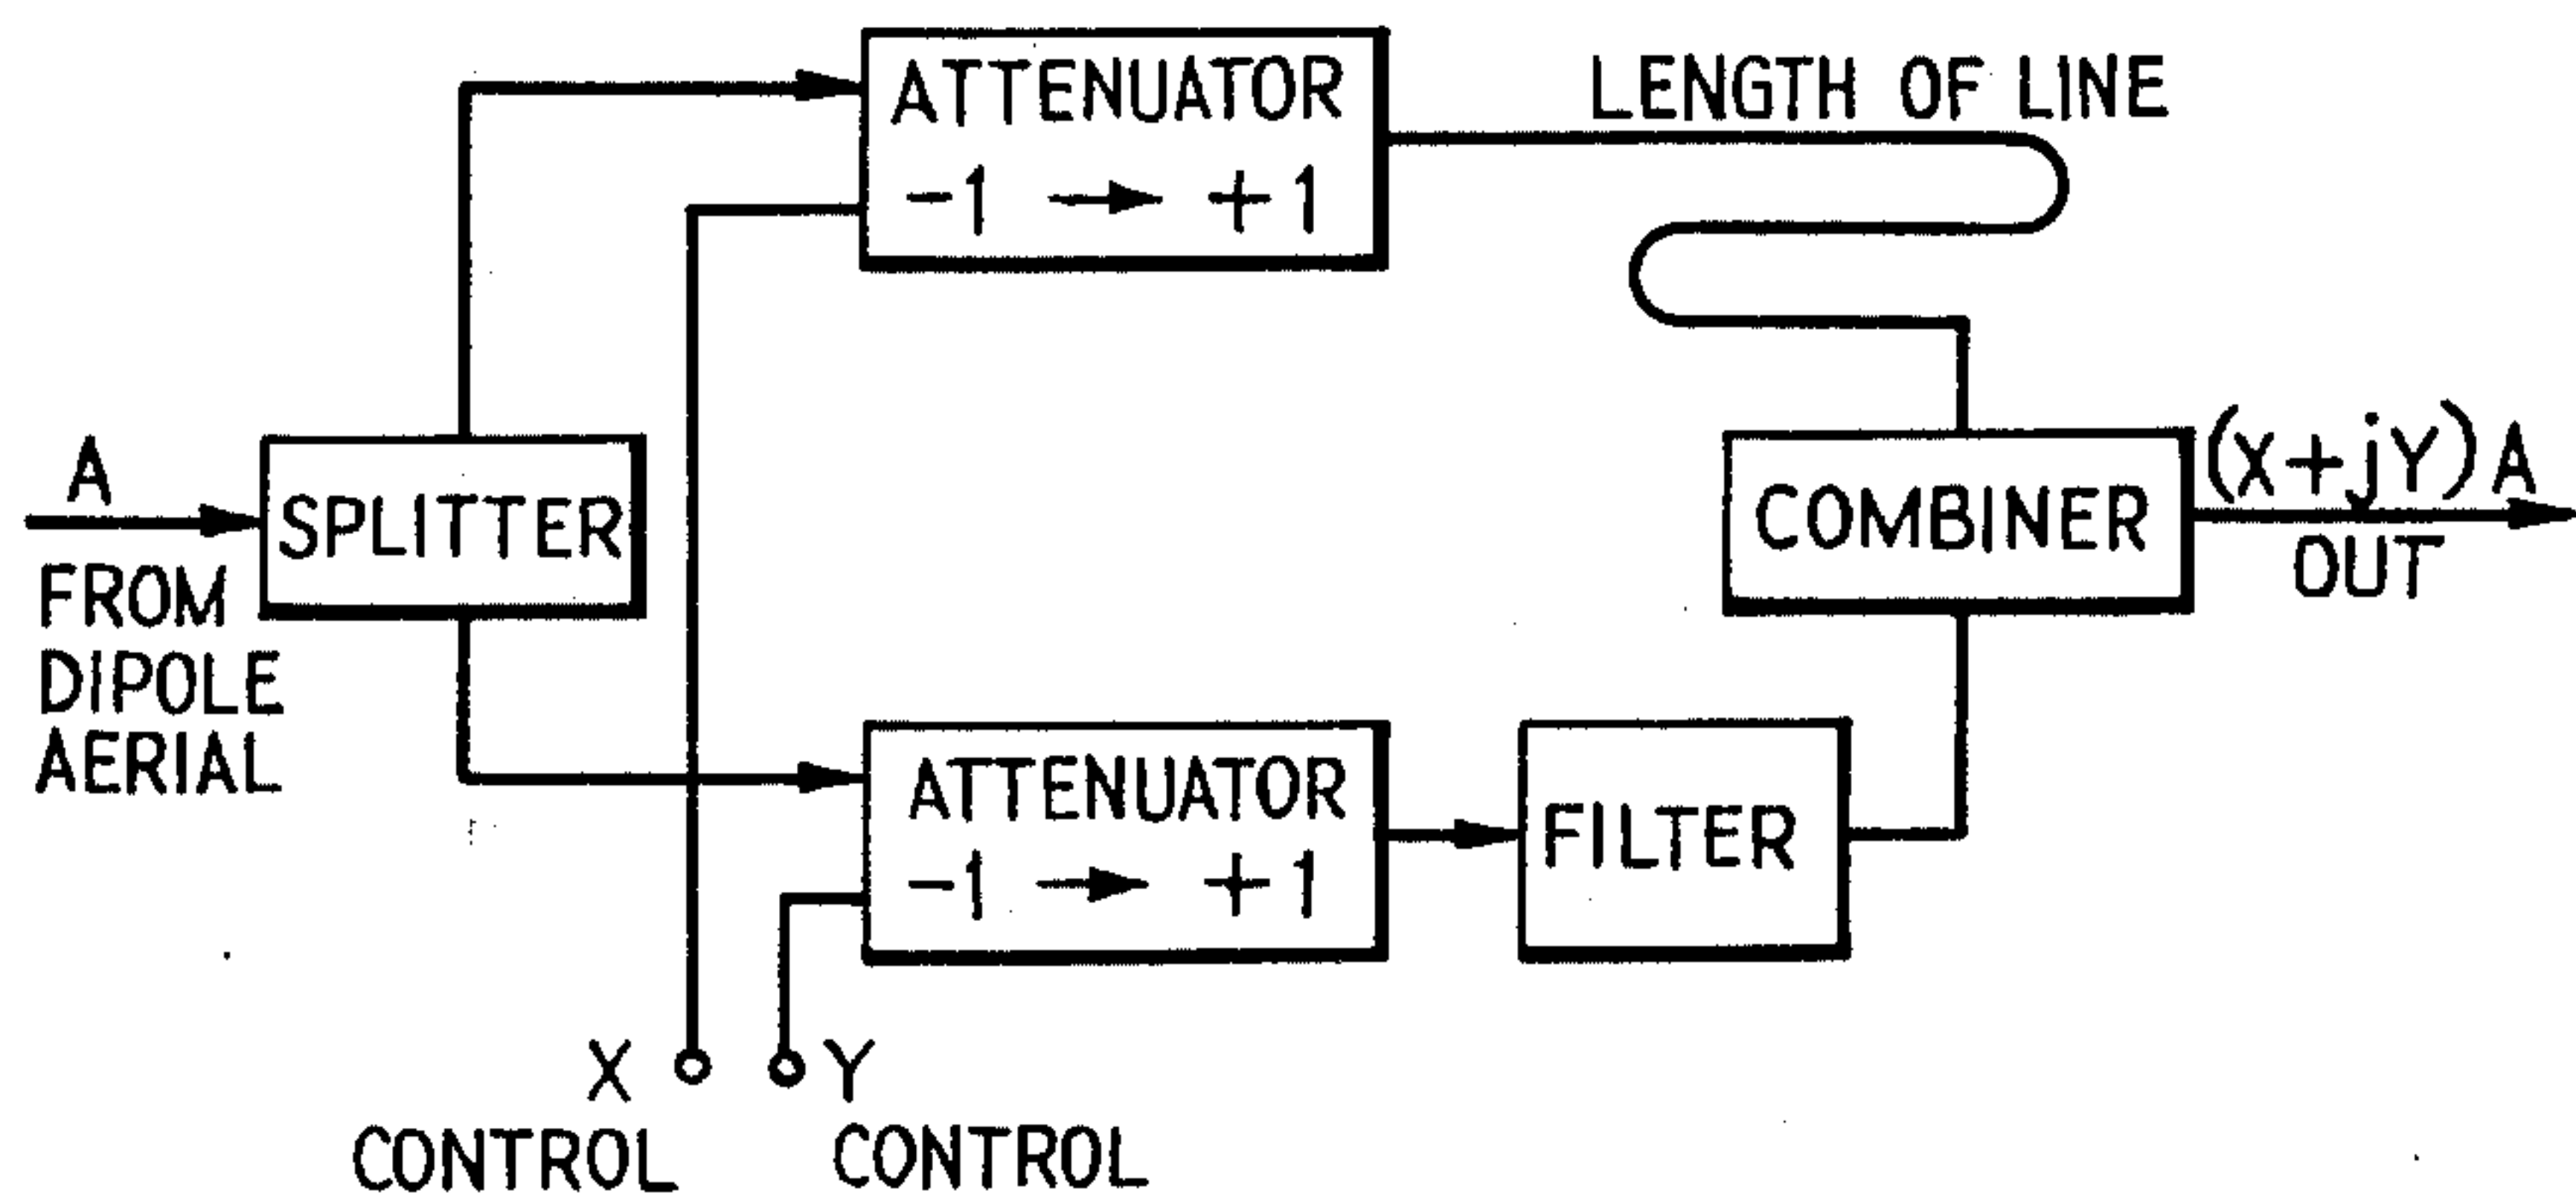 ATTENUATOR
-1 → +1
LENGTH OF LINE
A
SPLITTER
FROM
DIPOLE
AERIAL
COMBINER
(X+jY)A
OUT
ATTENUATOR
-1 → +1
FILTER
X
CONTROL
Y
CONTROL